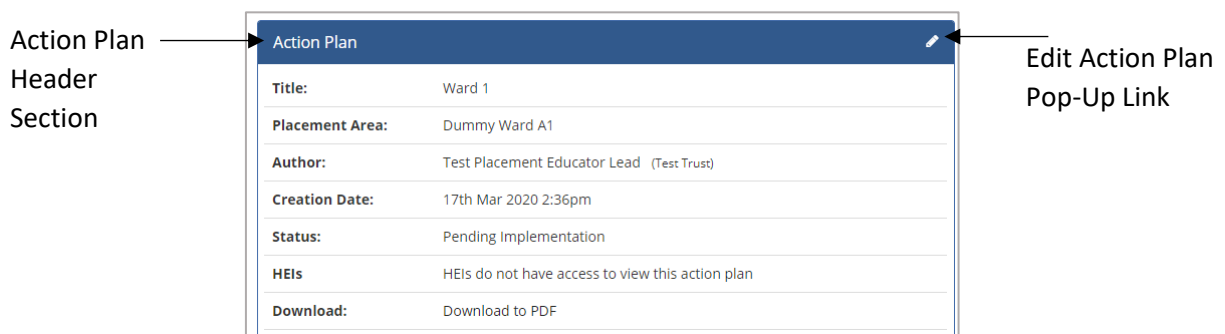 Action Plan
Header
Section
Action Plan
Title: Ward 1
Placement Area: Dummy Ward A1
Author: Test Placement Educator Lead (Test Trust)
Creation Date: 17th Mar 2020 2:36pm
Status: Pending Implementation
HEIs HEIs do not have access to view this action plan
Download: Download to PDF
Edit Action Plan
Pop-Up Link